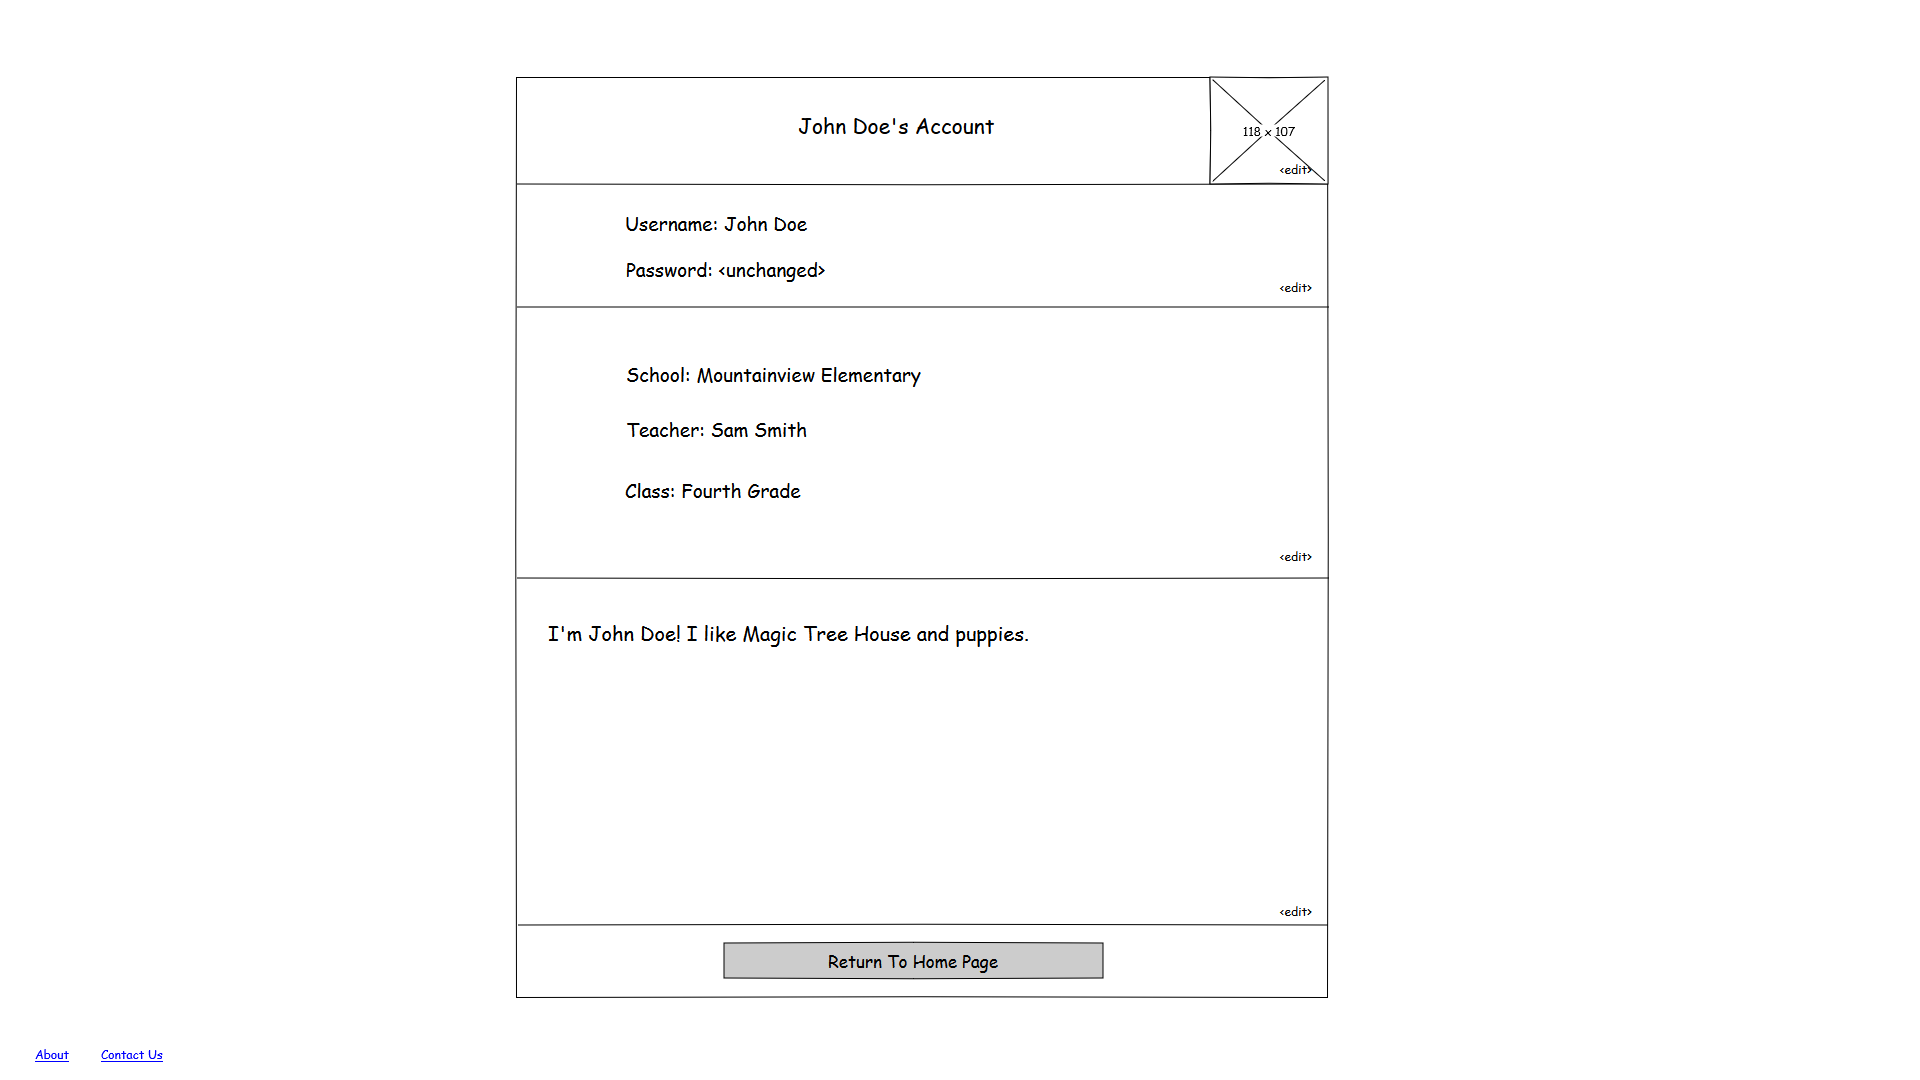 John Doe's Account
118 x 107
<edit>
Username: John Doe
Password: <unchanged>
<edit>
School: Mountainview Elementary
Teacher: Sam Smith
Class: Fourth Grade
<edit>
I'm John Doe! I like Magic Tree House and puppies.
<edit>
Return To Home Page
About
Contact Us